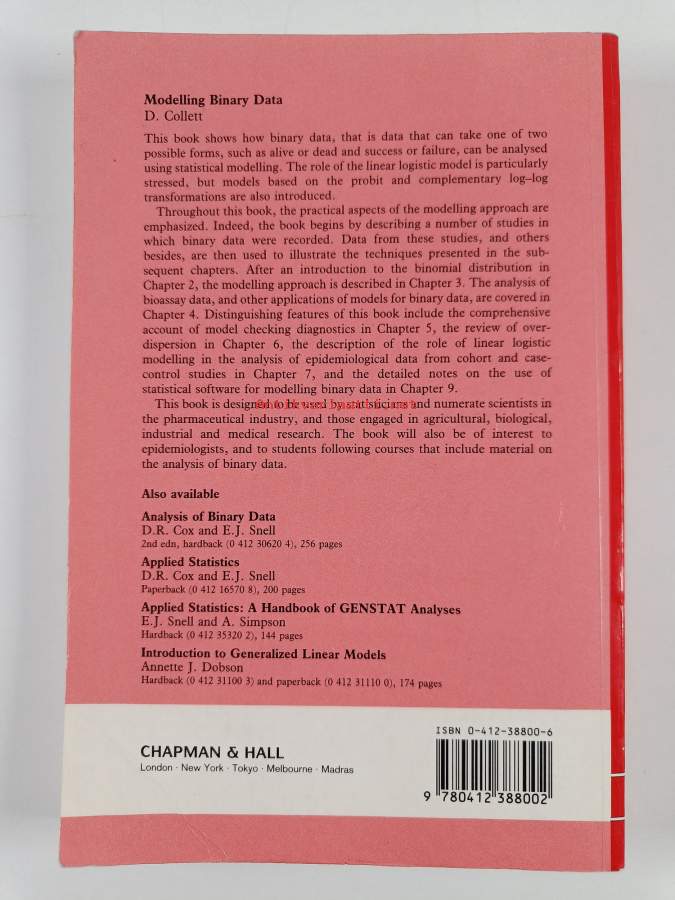 Modelling Binary Data
D. Collett
This book shows how binary data, that is data that can take one of two
possible forms, such as alive or dead and success or failure, can be analysed
using statistical modelling. The role of the linear logistic model is particularly
stressed, but models based on the probit and complementary log–log
transformations are also introduced.
Throughout this book, the practical aspects of the modelling approach are
emphasized. Indeed, the book begins by describing a number of studies in
which binary data were recorded. Data from these studies, and others
besides, are then used to illustrate the techniques presented in the sub-
sequent chapters. After an introduction to the binomial distribution in
Chapter 2, the modelling approach is described in Chapter 3. The analysis of
bioassay data, and other applications of models for binary data, are covered in
Chapter 4. Distinguishing features of this book include the comprehensive
account of model checking diagnostics in Chapter 5, the review of over-
dispersion in Chapter 6, the description of the role of linear logistic
modelling in the analysis of epidemiological data from cohort and case-
control studies in Chapter 7, and the detailed notes on the use of
statistical software for modelling binary data in Chapter 9.
This book is designed to be used by statisticians and numerate scientists in
the pharmaceutical industry, and those engaged in agricultural, biological,
industrial and medical research. The book will also be of interest to
epidemiologists, and to students following courses that include material on
the analysis of binary data.
Also available
Analysis of Binary Data
D.R. Cox and E.J. Snell
2nd edn, hardback (0 412 30620 4), 256 pages
Applied Statistics
D.R. Cox and E.J. Snell
Paperback (0 412 16570 8), 200 pages
Applied Statistics: A Handbook of GENSTAT Analyses
E.J. Snell and A. Simpson
Hardback (0 412 35320 2), 144 pages
Introduction to Generalized Linear Models
Annette J. Dobson
Hardback (0 412 31100 3) and paperback (0 412 31110 0), 174 pages
CHAPMAN & HALL
London · New York · Tokyo · Melbourne · Madras
ISBN 0-412-38800-6
9 780412 388002